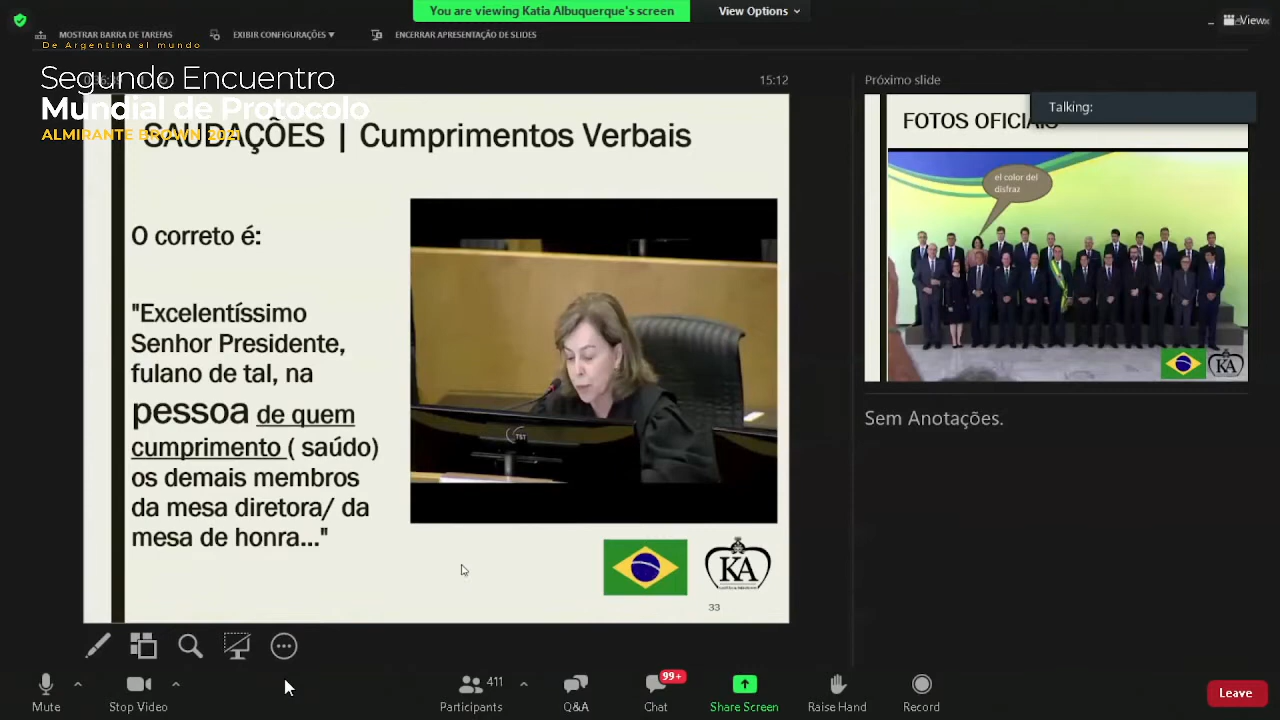 You are viewing Katia Albuquerque's screen
View Options
View
MOSTRAR BARRA DE TAREFAS
EXIBIR CONFIGURAÇÕES
ENCERRAR APRESENTAÇÃO DE SLIDES
De Argentina al mundo
Segundo Encuentro
Mundial de Protocolo
ALMIRANTE BROWN 2021
15:12
Próximo slide
Talking:
SAUDAÇÕES | Cumprimentos Verbais
O correto é:
"Excelentíssimo
Senhor Presidente,
fulano de tal, na
pessoa de quem
cumprimento ( saúdo)
os demais membros
da mesa diretora/ da
mesa de honra..."
TST
KA
33
FOTOS OFICIAIS
el color del
disfraz
KA
Sem Anotações.
Mute
Stop Video
411
Participants
Q&A
99+
Chat
Share Screen
Raise Hand
Record
Leave